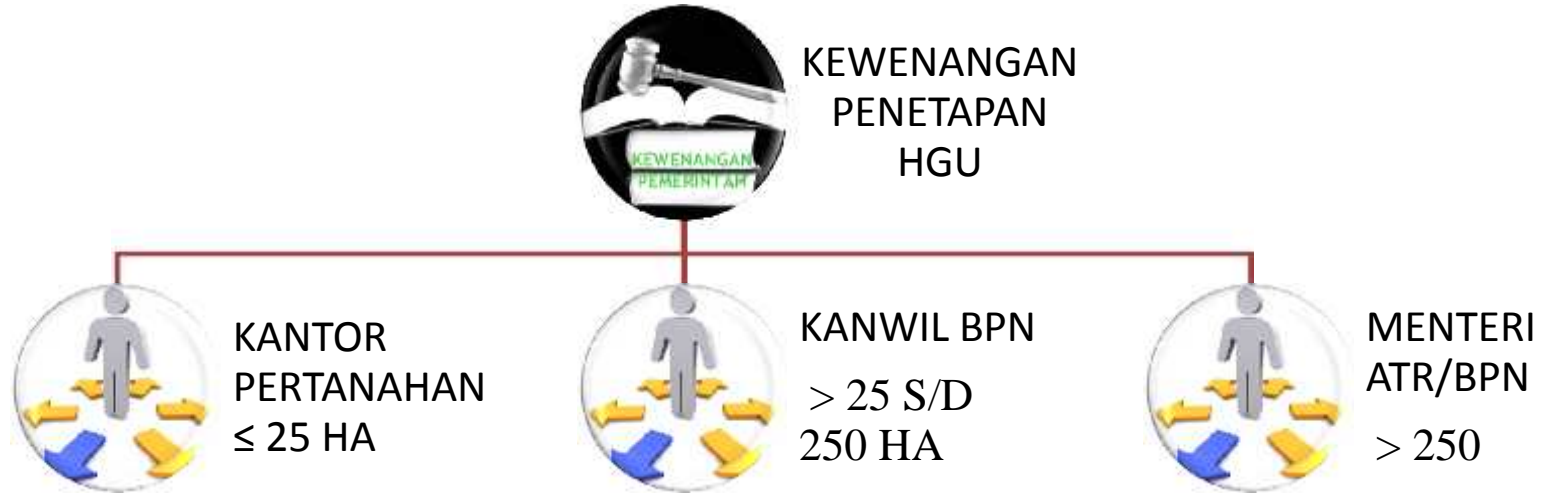 KEWENANGAN
PENETAPAN
HGU
KEWENANGAN
PEMERINTAH
KANTOR
PERTANAHAN
≤ 25 HA
KANWIL BPN
> 25 S/D
250 HA
MENTERI
ATR/BPN
> 250